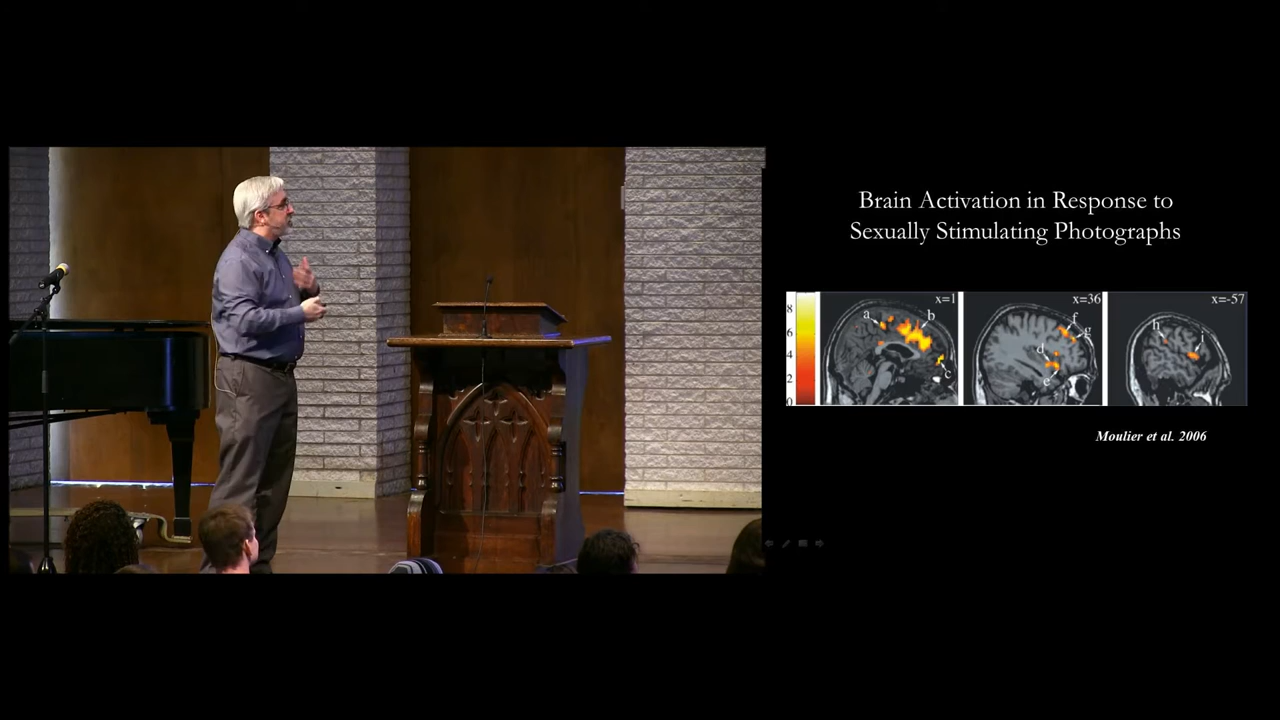 Brain Activation in Response to
Sexually Stimulating Photographs
x=1
x=36
x=-57
8
6
4
2
0
a
b
c
d
e
f
g
h
i
Moulier et al. 2006